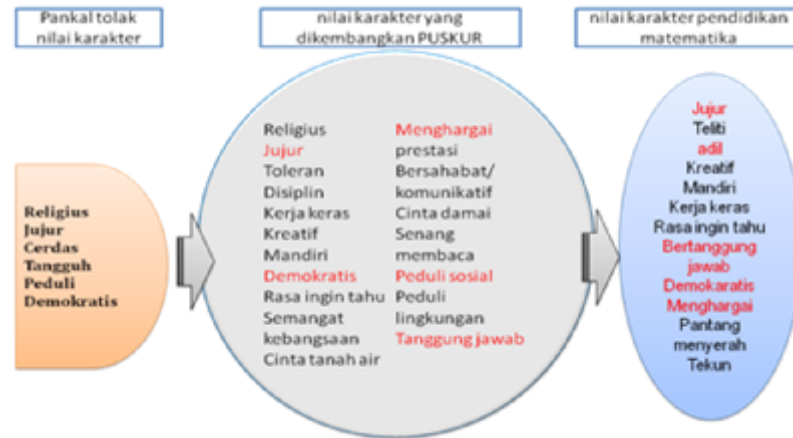 Pankal tolak
nilai karakter
nilai karakter yang
dikembangkan PUSKUR
nilai karakter pendidikan
matematika
Religius
Jujur
Cerdas
Tangguh
Peduli
Demokratis
Religius
Jujur
Toleran
Disiplin
Kerja keras
Kreatif
Mandiri
Demokratis
Rasa ingin tahu
Semangat
kebangsaan
Cinta tanah air
Menghargai
prestasi
Bersahabat/
komunikatif
Cinta damai
Senang
membaca
Peduli sosial
Peduli
lingkungan
Tanggung jawab
Jujur
Teliti
adil
Kreatif
Mandiri
Kerja keras
Rasa ingin tahu
Bertanggung
jawab
Demokaratis
Menghargai
Pantang
menyerah
Tekun